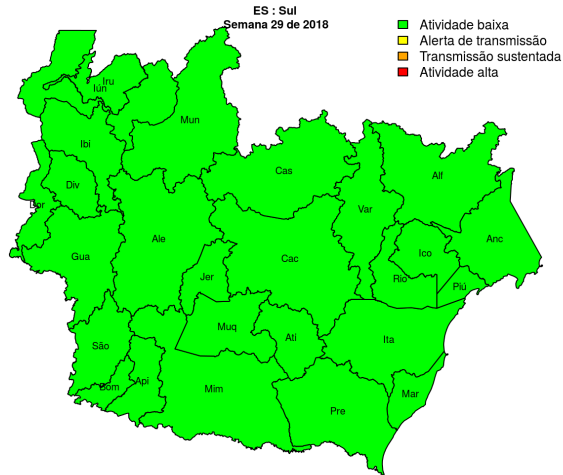 ES : Sul
Semana 29 de 2018
Atividade baixa
Alerta de transmissão
Transmissão sustentada
Atividade alta
Iru
Iún
Mun
Ibi
Cas
Alf
Div
Dor
Var
Ale
Anc
Ico
Gua
Cac
Jer
Rio
Piú
Muq
Ati
Ita
São
Api
Bom
Mim
Mar
Pre